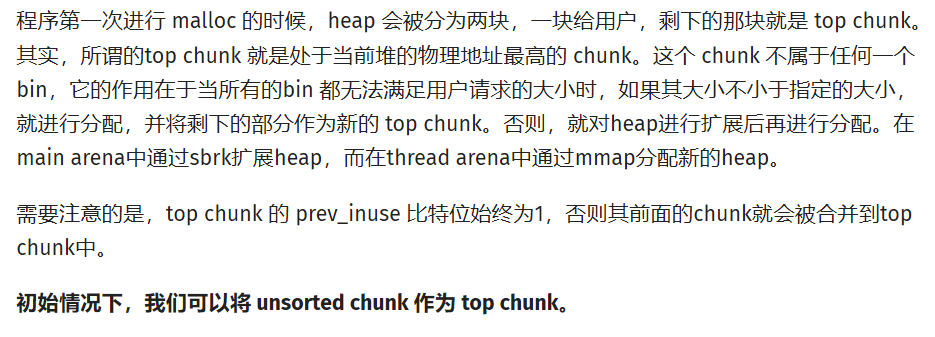 程序第一次进行 malloc 的时候，heap 会被分为两块，一块给用户，剩下的那块就是 top chunk。
其实，所谓的top chunk 就是处于当前堆的物理地址最高的 chunk。这个 chunk 不属于任何一个
bin，它的作用在于当所有的bin 都无法满足用户请求的大小时，如果其大小不小于指定的大小，
就进行分配，并将剩下的部分作为新的 top chunk。否则，就对heap进行扩展后再进行分配。在
main arena中通过sbrk扩展heap，而在thread arena中通过mmap分配新的heap。
需要注意的是，top chunk 的 prev_inuse 比特位始终为1，否则其前面的chunk就会被合并到top
chunk中。
初始情况下，我们可以将 unsorted chunk 作为 top chunk。